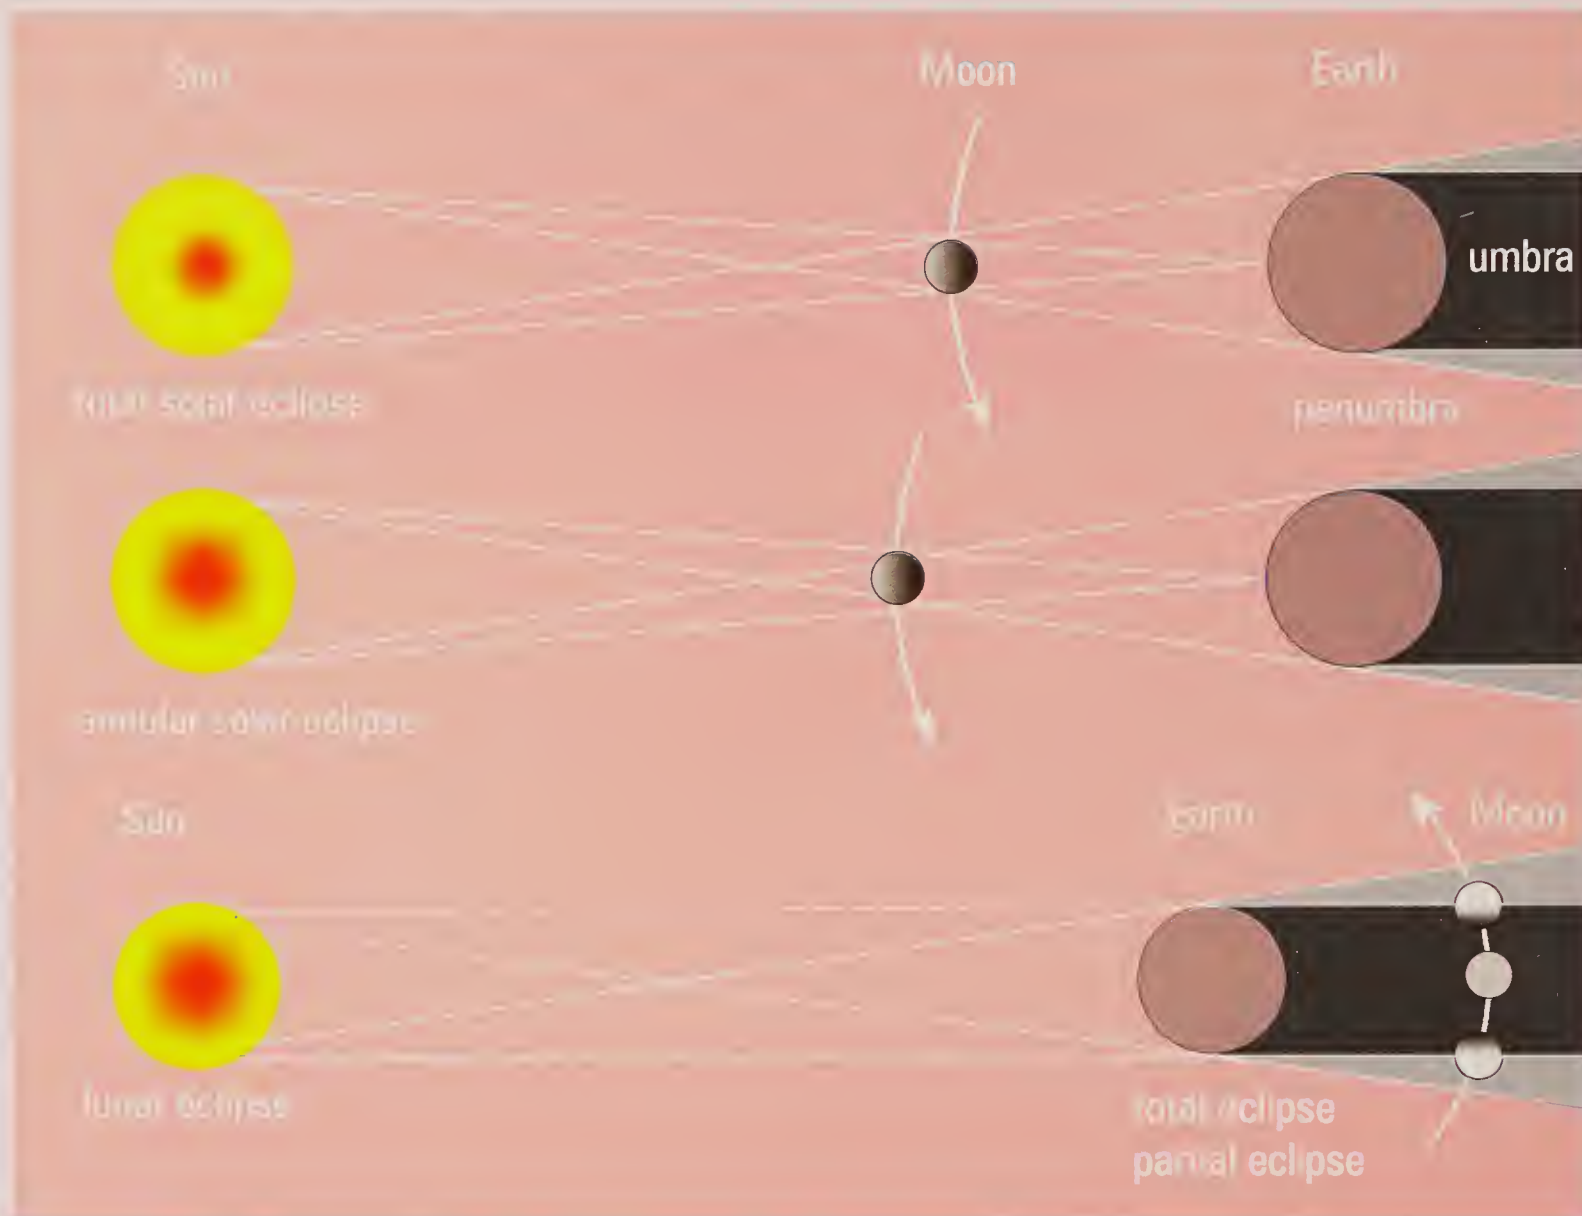 Sun
Moon
Earth
umbra
total solar eclipse
penumbra
annular solar eclipse
Sun
Earth
Moon
lunar eclipse
total eclipse
partial eclipse